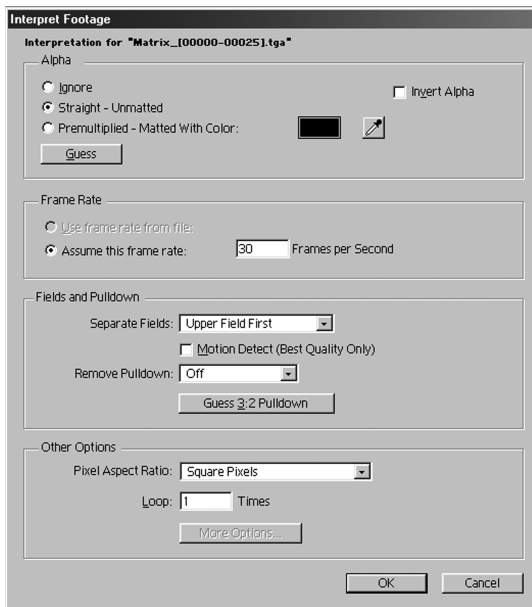 Interpret Footage
Interpretation for "Matrix_[00000-00025].tga"
Alpha
Ignore
Invert Alpha
Straight - Unmatted
Premultiplied - Matted With Color:
Guess
Frame Rate
Use frame rate from file:
Assume this frame rate: 30 Frames per Second
Fields and Pulldown
Separate Fields: Upper Field First
Motion Detect (Best Quality Only)
Remove Pulldown: Off
Guess 3:2 Pulldown
Other Options
Pixel Aspect Ratio: Square Pixels
Loop: 1 Times
More Options...
OK Cancel